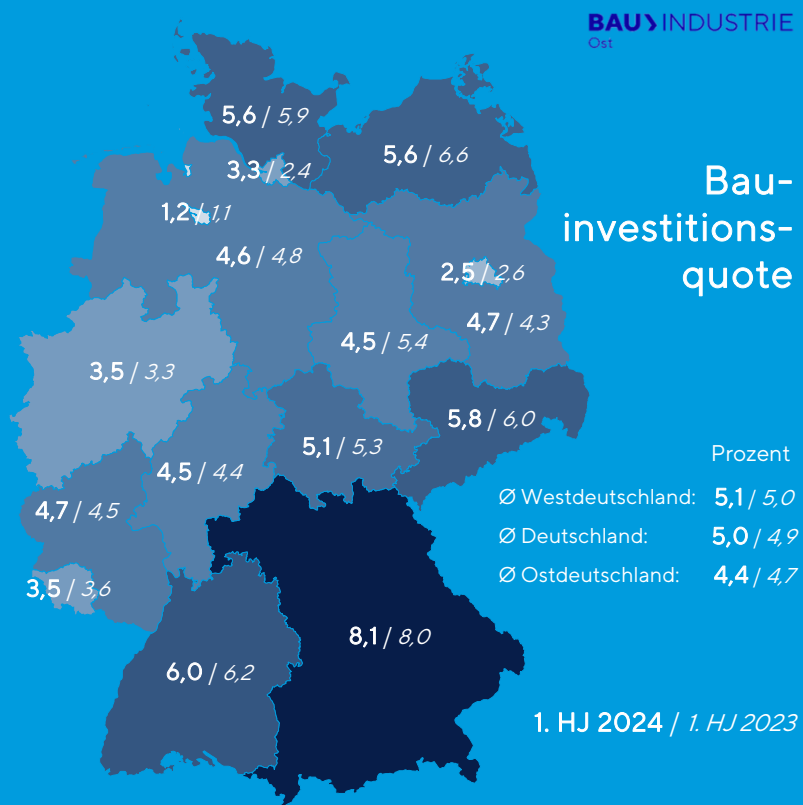 BAU INDUSTRIE
Ost
Bau-
investitions-
quote
5,6 / 5,9
5,6 / 6,6
3,3 / 2,4
1,2 / 1,1
4,6 / 4,8
2,5 / 2,6
4,7 / 4,3
4,5 / 5,4
3,5 / 3,3
5,8 / 6,0
5,1 / 5,3
4,5 / 4,4
4,7 / 4,5
3,5 / 3,6
8,1 / 8,0
6,0 / 6,2
Prozent
Ø Westdeutschland: 5,1 / 5,0
Ø Deutschland: 5,0 / 4,9
Ø Ostdeutschland: 4,4 / 4,7
1. HJ 2024 / 1. HJ 2023